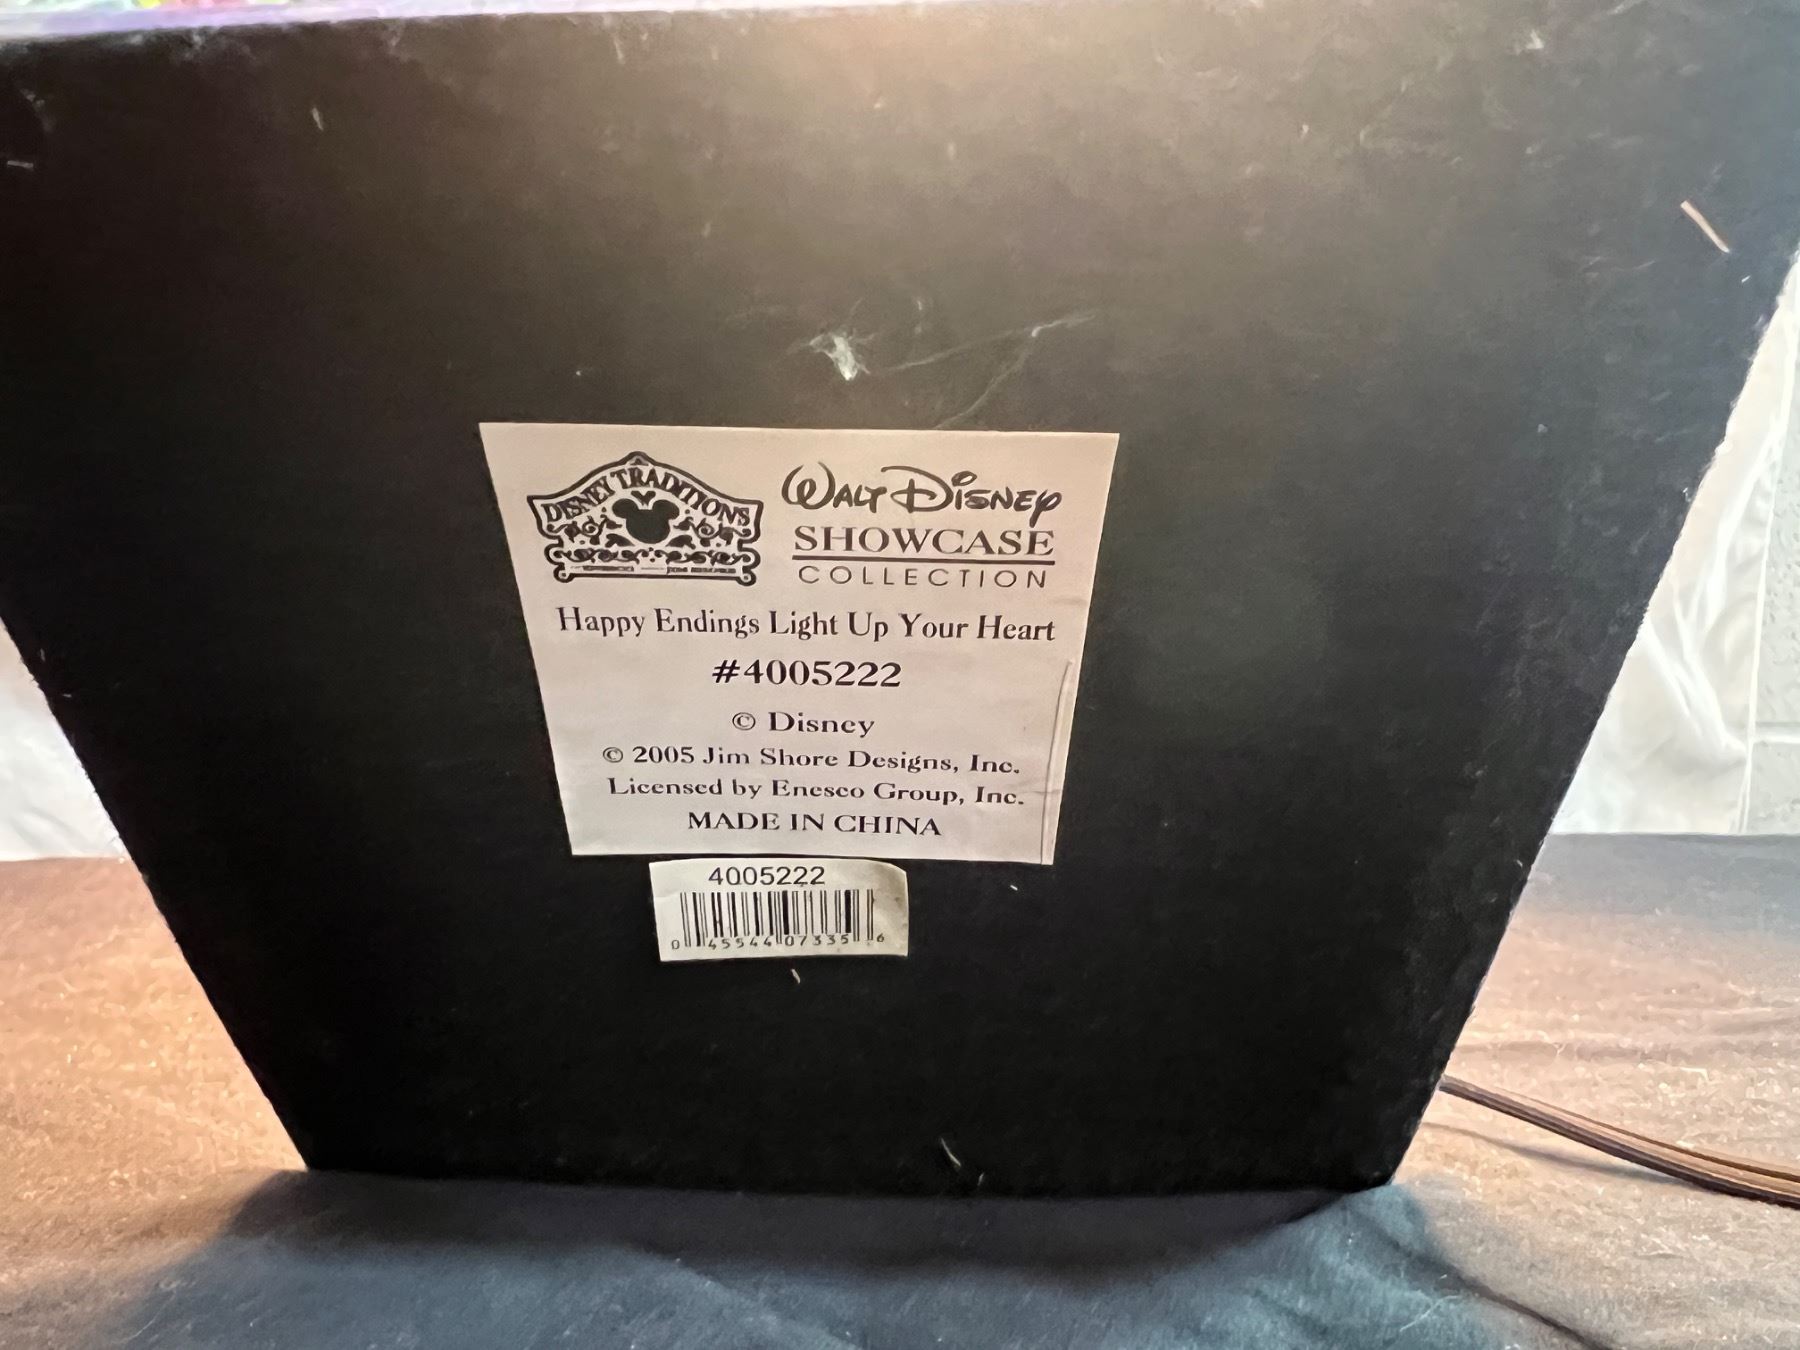 DISNEY TRADITIONS
WALT DISNEY
SHOWCASE
COLLECTION
Happy Endings Light Up Your Heart
#4005222
© Disney
© 2005 Jim Shore Designs, Inc.
Licensed by Enesco Group, Inc.
MADE IN CHINA
4005222
0 45544 07335 6